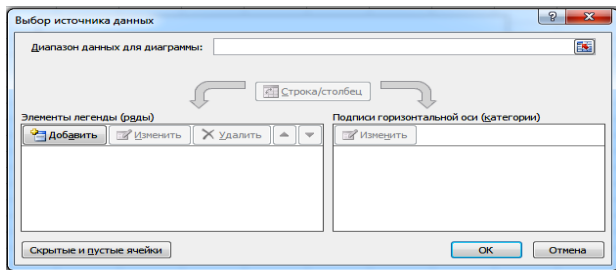 Выбор источника данных
Диапазон данных для диаграммы:
Строка/столбец
Элементы легенды (ряды)
Подписи горизонтальной оси (категории)
Добавить Изменить Удалить
Изменить
Скрытые и пустые ячейки
ОК Отмена